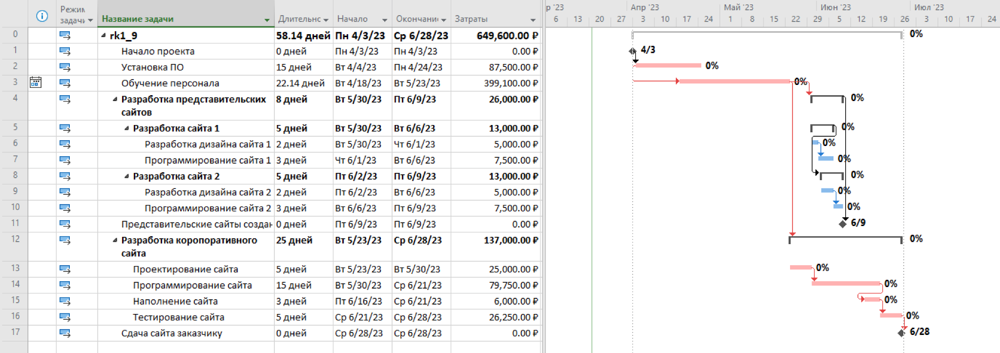 р '23 Апр '23 Май '23 Июн '23 Июл '23
6 13 20 27 3 10 17 24 1 8 15 22 29 5 12 19 26 3 10 17 24
Режим задачи Название задачи Длительнс Начало Окончани Затраты
0 rk1_9 58.14 дней Пн 4/3/23 Ср 6/28/23 649,600.00 ₽ 0%
1 Начало проекта 0 дней Пн 4/3/23 Пн 4/3/23 0.00 ₽ 4/3
2 Установка ПО 15 дней Вт 4/4/23 Пн 4/24/23 87,500.00 ₽ 0%
3 Обучение персонала 22.14 дней Вт 4/18/23 Вт 5/23/23 399,100.00 ₽ 0%
4 Разработка представительских 8 дней Вт 5/30/23 Пт 6/9/23 26,000.00 ₽ 0%
сайтов
5 Разработка сайта 1 5 дней Вт 5/30/23 Вт 6/6/23 13,000.00 ₽ 0%
6 Разработка дизайна сайта 1 2 дней Вт 5/30/23 Чт 6/1/23 5,000.00 ₽ 0%
7 Программирование сайта 1 3 дней Чт 6/1/23 Вт 6/6/23 7,500.00 ₽ 0%
8 Разработка сайта 2 5 дней Пт 6/2/23 Пт 6/9/23 13,000.00 ₽ 0%
9 Разработка дизайна сайта 2 2 дней Пт 6/2/23 Вт 6/6/23 5,000.00 ₽ 0%
10 Программирование сайта 2 3 дней Вт 6/6/23 Пт 6/9/23 7,500.00 ₽ 0%
11 Представительские сайты создан 0 дней Пт 6/9/23 Пт 6/9/23 0.00 ₽ 6/9
12 Разработка коропоративного 25 дней Вт 5/23/23 Ср 6/28/23 137,000.00 ₽ 0%
сайта
13 Проектирование сайта 5 дней Вт 5/23/23 Вт 5/30/23 25,000.00 ₽ 0%
14 Программирование сайта 15 дней Вт 5/30/23 Ср 6/21/23 79,750.00 ₽ 0%
15 Наполнение сайта 3 дней Пт 6/16/23 Ср 6/21/23 6,000.00 ₽ 0%
16 Тестирование сайта 5 дней Ср 6/21/23 Ср 6/28/23 26,250.00 ₽ 0%
17 Сдача сайта заказчику 0 дней Ср 6/28/23 Ср 6/28/23 0.00 ₽ 6/28